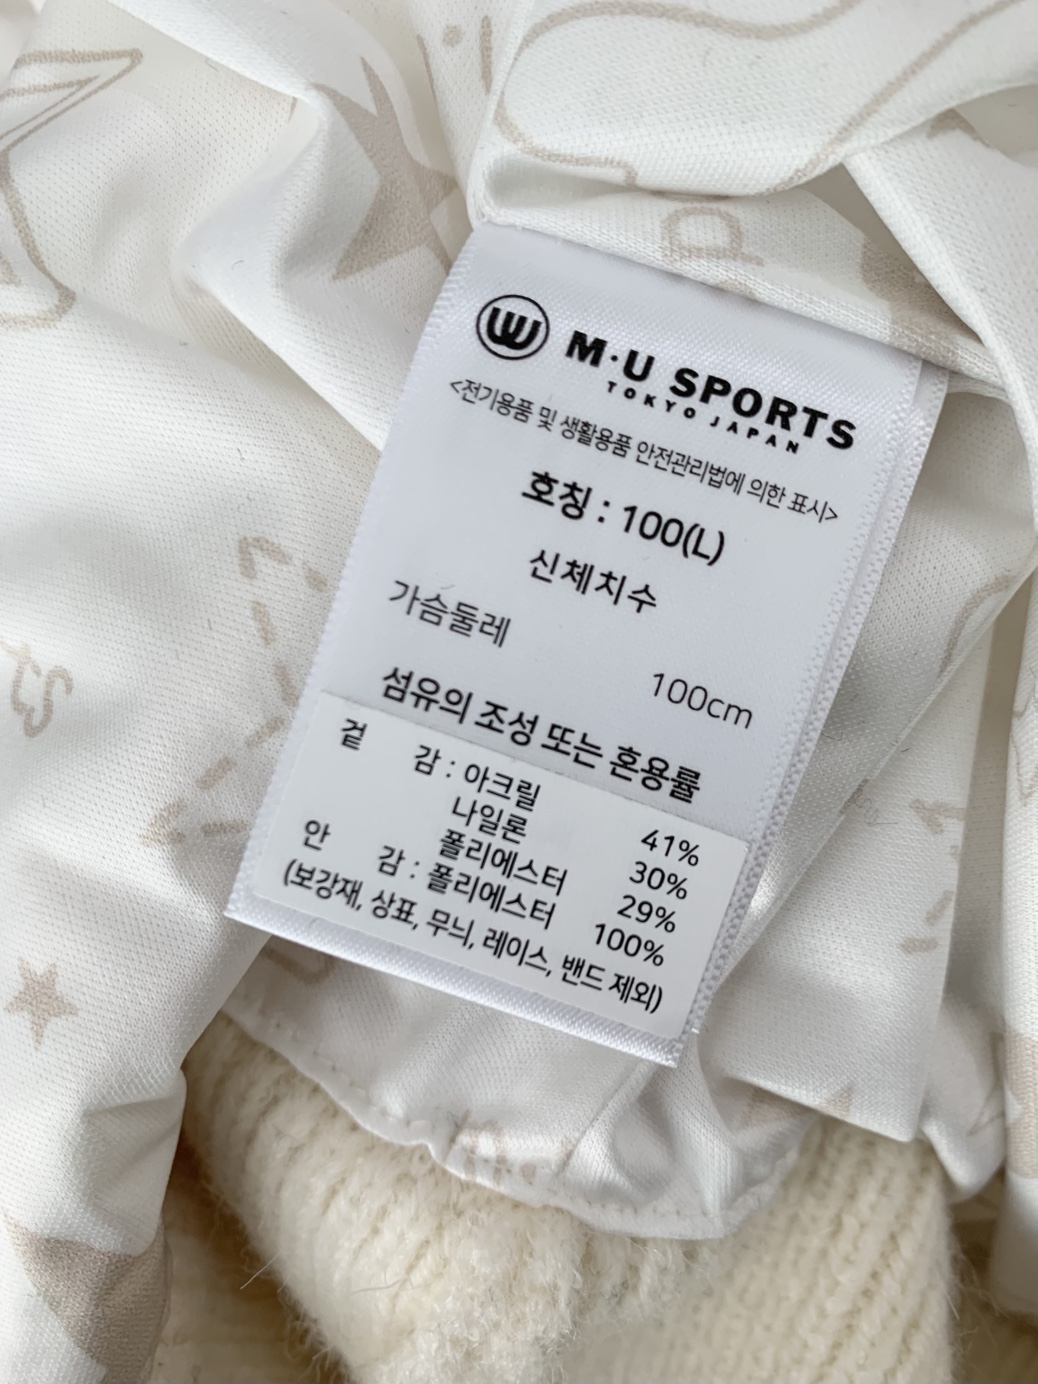 M·U SPORTS
TOKYO JAPAN
<전기용품 및 생활용품 안전관리법에 의한 표시>
호칭 : 100(L)
신체치수
가슴둘레 100cm
섬유의 조성 또는 혼용률
겉 감 : 아크릴 41%
나일론 30%
폴리에스터 29%
안 감 : 폴리에스터 100%
(보강재, 상표, 무늬, 레이스, 밴드 제외)